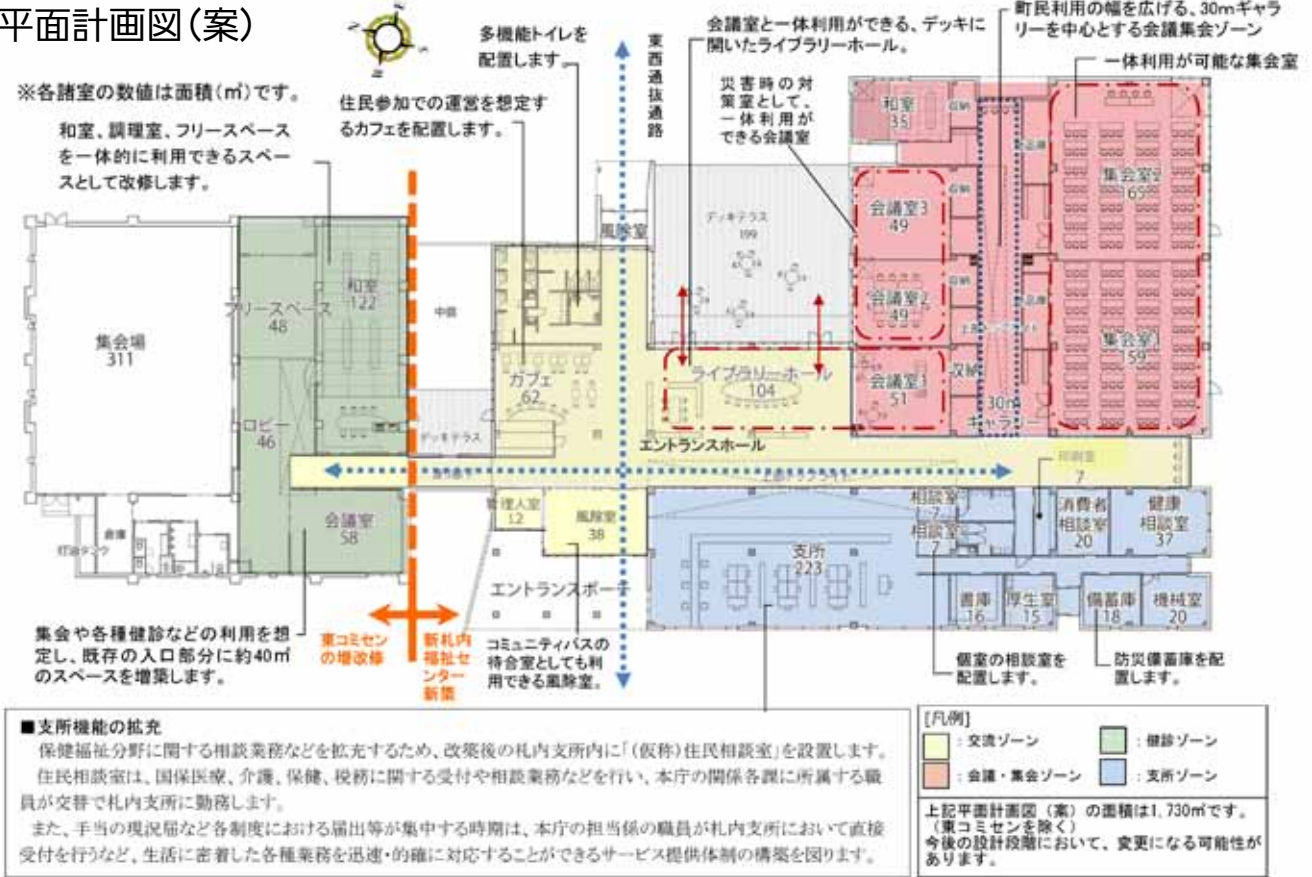 平面計画図(案)
※各諸室の数値は面積(㎡)です。
和室、調理室、フリースペース
を一体的に利用できるスペー
スとして改修します。
多機能トイレを
配置します。
住民参加での運営を想定す
るカフェを配置します。
東西通抜通路
会議室と一体利用ができる、デッキに
開いたライブラリーホール。
災害時の対
策室として、
一体利用が
できる会議室
町民利用の幅を広げる、30mギャラ
リーを中心とする会議集会ゾーン
一体利用が可能な集会室
集会場
311
フリースペース
48
和室
122
ロビー
46
会議室
58
倉庫
灯油タンク
中庭
デッキテラス
渡り廊下
カフェ
62
風除室
デッキテラス
199
ライブラリーホール
104
エントランスホール
上部トップライト
管理人室
12
風除室
38
エントランスポーチ
和室
35
収納
会議室3
49
収納
会議室2
49
収納
会議室1
51
収納
30m
ギャラリー
集会室2
165
集会室1
159
印刷室
7
支所
223
相談室
7
相談室
7
消費者
相談室
20
健康
相談室
37
書庫
16
厚生室
15
備蓄庫
18
機械室
20
集会や各種健診などの利用を想
定し、既存の入口部分に約40㎡
のスペースを増築します。
東コミセン
の増改修
新札内
福祉セ
ンター
新築
コミュニティバスの
待合室としても利
用できる風除室。
個室の相談室を
配置します。
防災備蓄庫を配
置します。
■支所機能の拡充
保健福祉分野に関する相談業務などを拡充するため、改築後の札内支所内に「(仮称)住民相談室」を設置します。
住民相談室は、国保医療、介護、保健、税務に関する受付や相談業務などを行い、本庁の関係各課に所属する職
員が交替で札内支所に勤務します。
また、手当の現況届など各制度における届出等が集中する時期は、本庁の担当係の職員が札内支所において直接
受付を行うなど、生活に密着した各種業務を迅速・的確に対応することができるサービス提供体制の構築を図ります。
[凡例]
:交流ゾーン
:健診ゾーン
:会議・集会ゾーン
:支所ゾーン
上記平面計画図(案)の面積は1,730㎡です。
(東コミセンを除く)
今後の設計段階において、変更になる可能性が
あります。